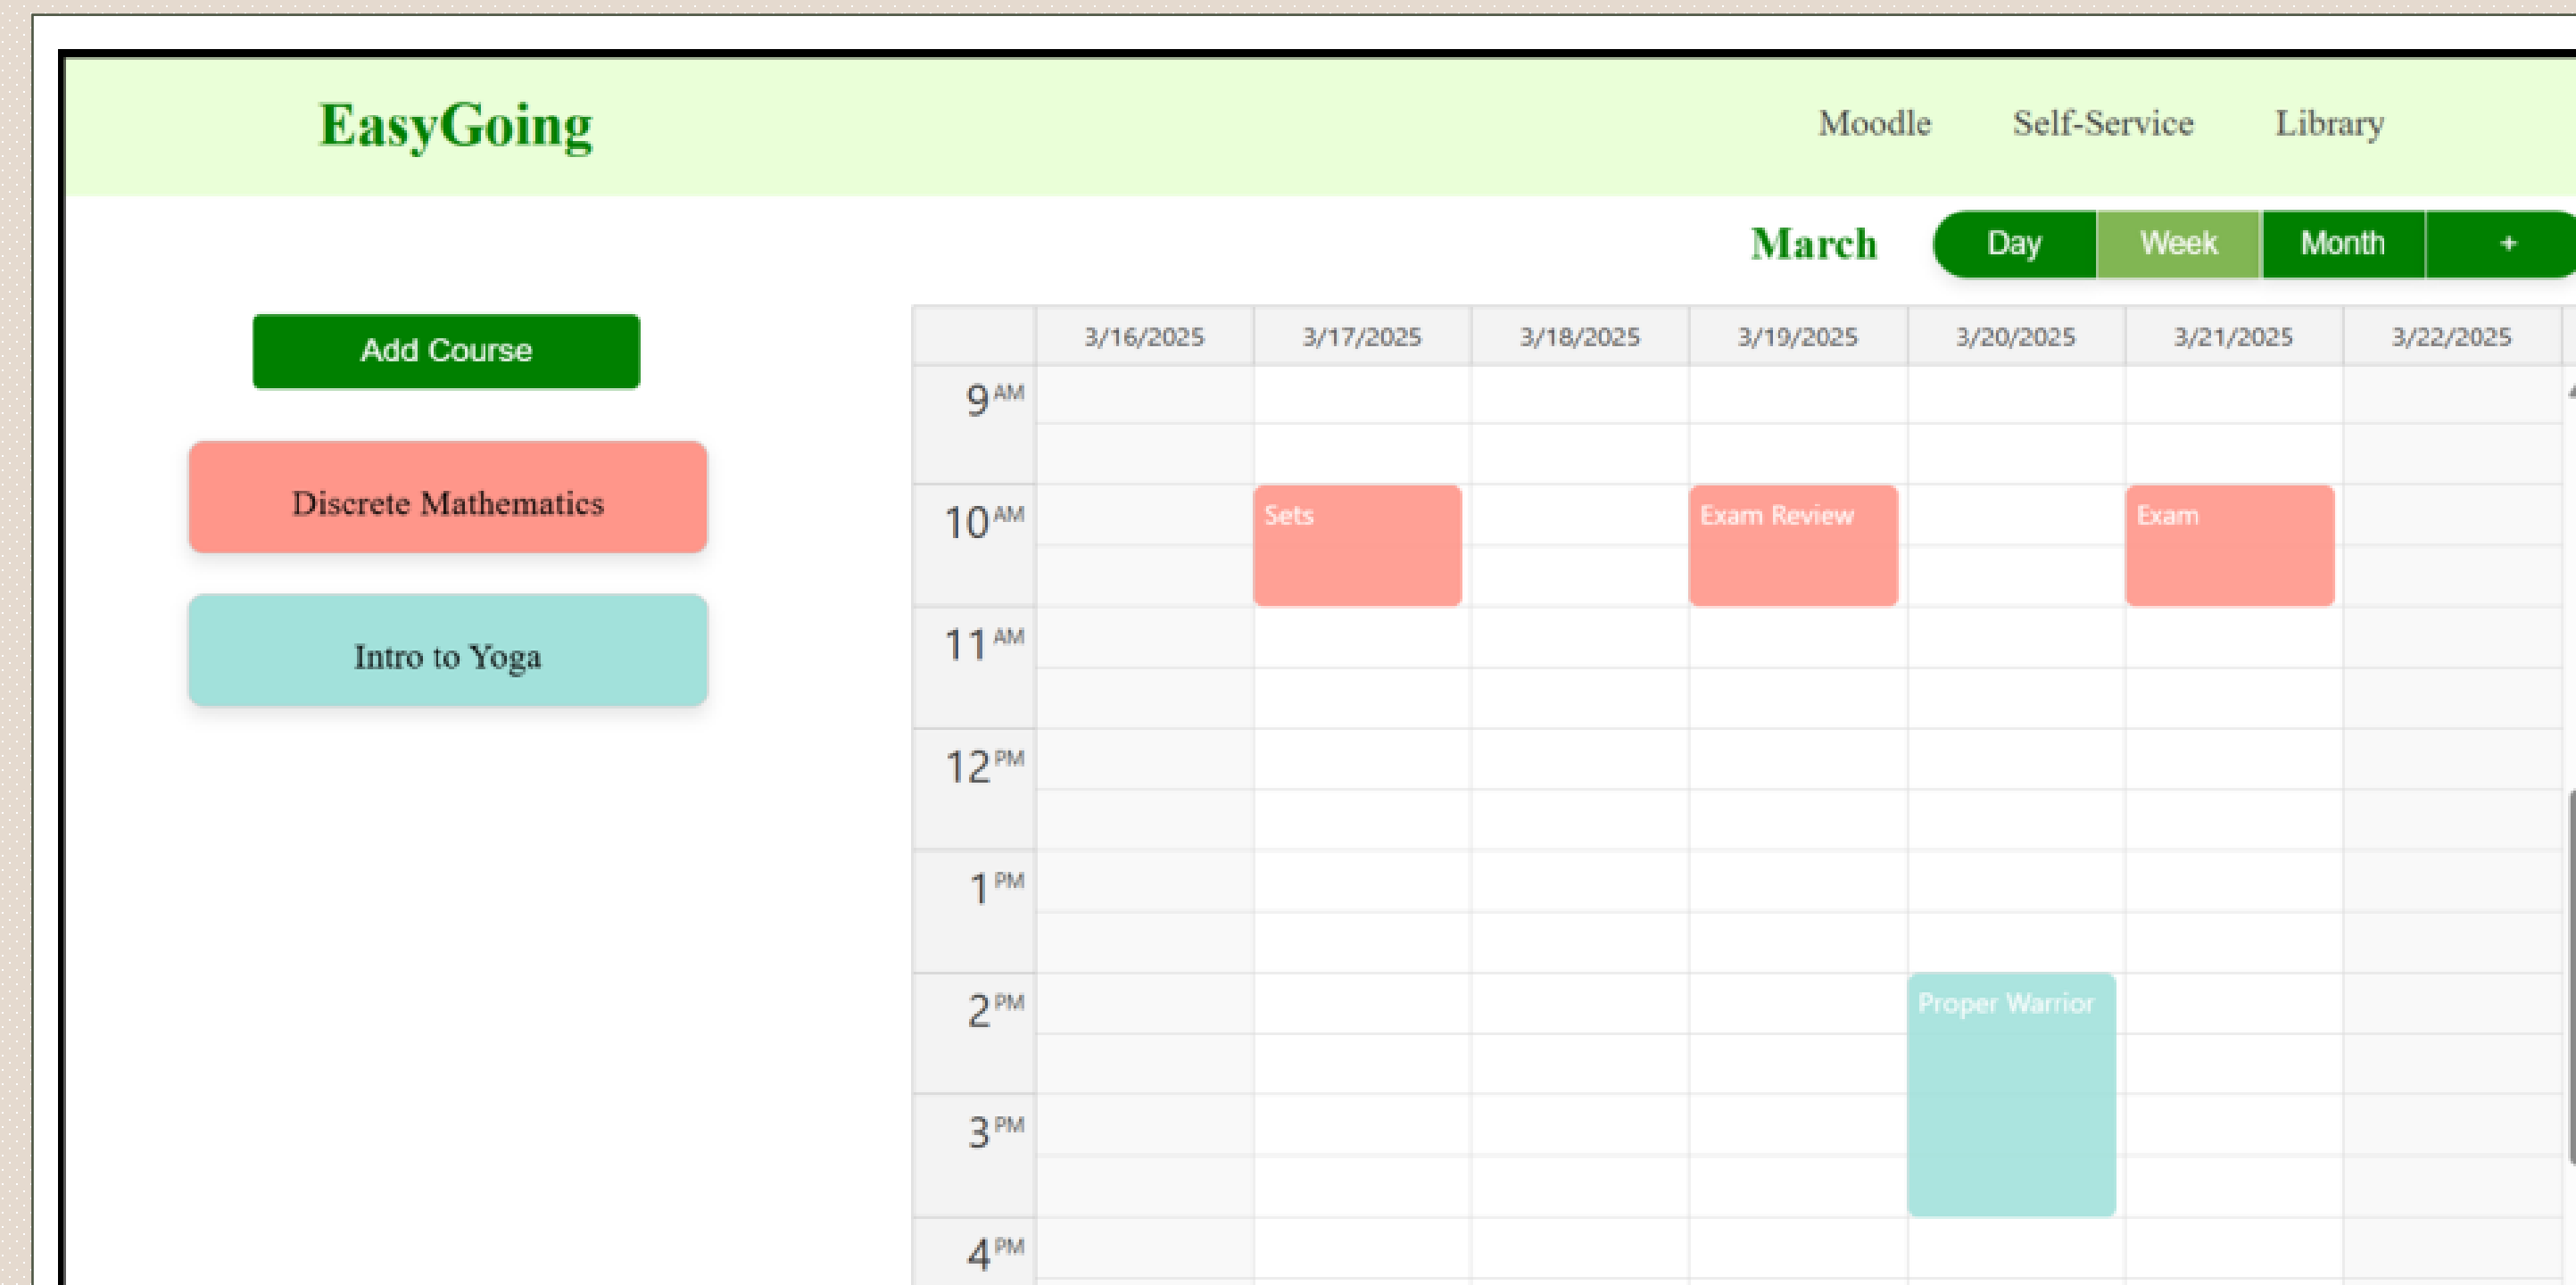 EasyGoing
Moodle Self-Service Library
March Day Week Month +
Add Course
Discrete Mathematics
Intro to Yoga
3/16/2025 3/17/2025 3/18/2025 3/19/2025 3/20/2025 3/21/2025 3/22/2025
9 AM
10 AM Sets Exam Review Exam
11 AM
12 PM
1 PM
2 PM Proper Warrior
3 PM
4 PM